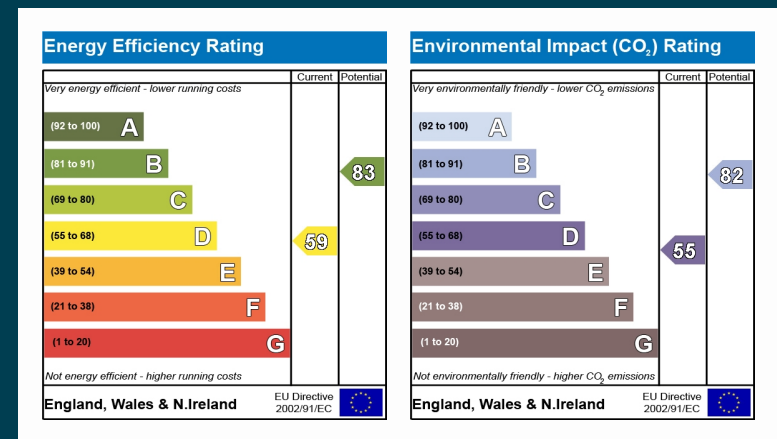 Energy Efficiency Rating
Current Potential
Very energy efficient - lower running costs
(92 to 100) A
(81 to 91) B
83
(69 to 80) C
(55 to 68) D
59
(39 to 54) E
(21 to 38) F
(1 to 20) G
Not energy efficient - higher running costs
England, Wales & N.Ireland
EU Directive
2002/91/EC
Environmental Impact (CO₂) Rating
Current Potential
Very environmentally friendly - lower CO₂ emissions
(92 to 100) A
(81 to 91) B
82
(69 to 80) C
(55 to 68) D
55
(39 to 54) E
(21 to 38) F
(1 to 20) G
Not environmentally friendly - higher CO₂ emissions
England, Wales & N.Ireland
EU Directive
2002/91/EC